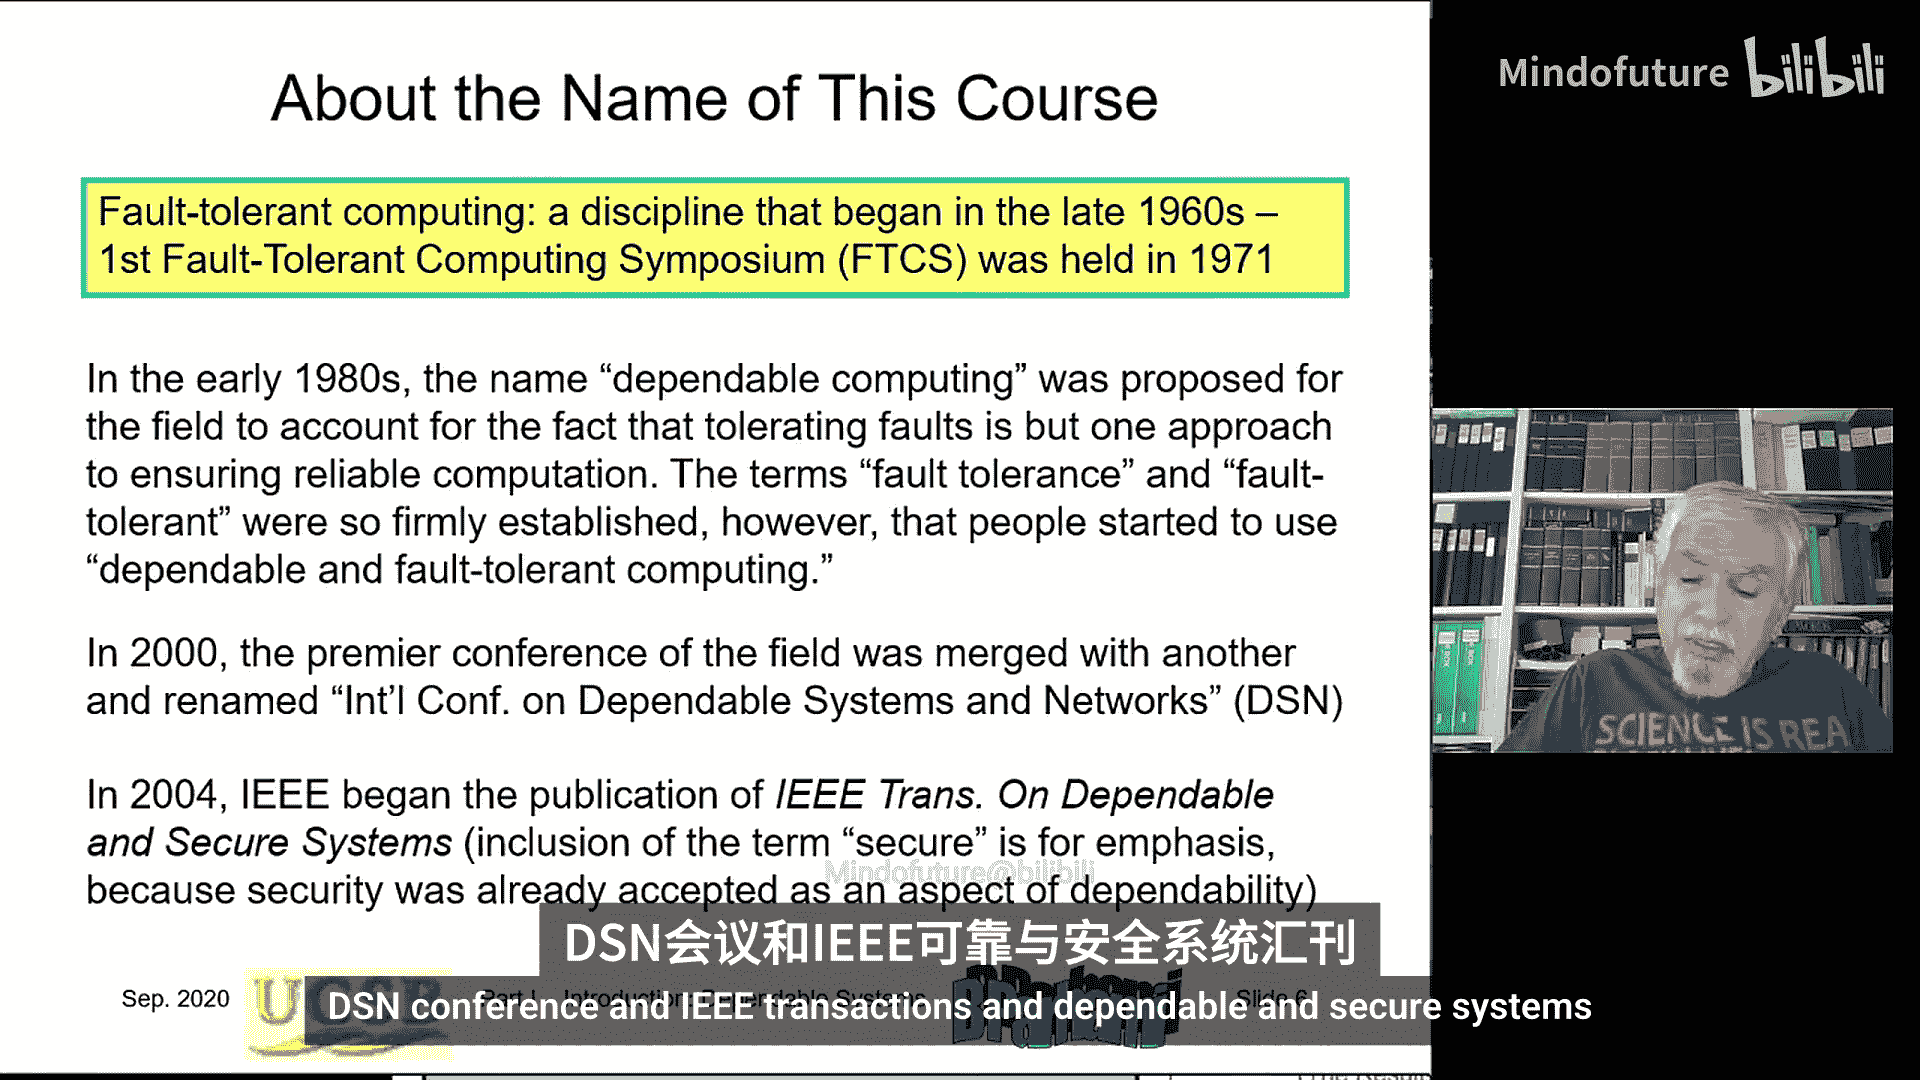 About the Name of This Course
Mindofuture bilibili
Fault-tolerant computing: a discipline that began in the late 1960s –
1st Fault-Tolerant Computing Symposium (FTCS) was held in 1971
In the early 1980s, the name “dependable computing” was proposed for
the field to account for the fact that tolerating faults is but one approach
to ensuring reliable computation. The terms “fault tolerance” and “fault-
tolerant” were so firmly established, however, that people started to use
“dependable and fault-tolerant computing.”
In 2000, the premier conference of the field was merged with another
and renamed “Int’l Conf. on Dependable Systems and Networks” (DSN)
SCIENCE IS REA
In 2004, IEEE began the publication of IEEE Trans. On Dependable
and Secure Systems (inclusion of the term “secure” is for emphasis,
Mindofuture@bilibili
because security was already accepted as an aspect of dependability)
DSN会议和IEEE可靠与安全系统汇刊
Sep. 2020
UCSB
Part I – Introduction: Dependable Systems
BParhami
Slide 6
DSN conference and IEEE transactions and dependable and secure systems